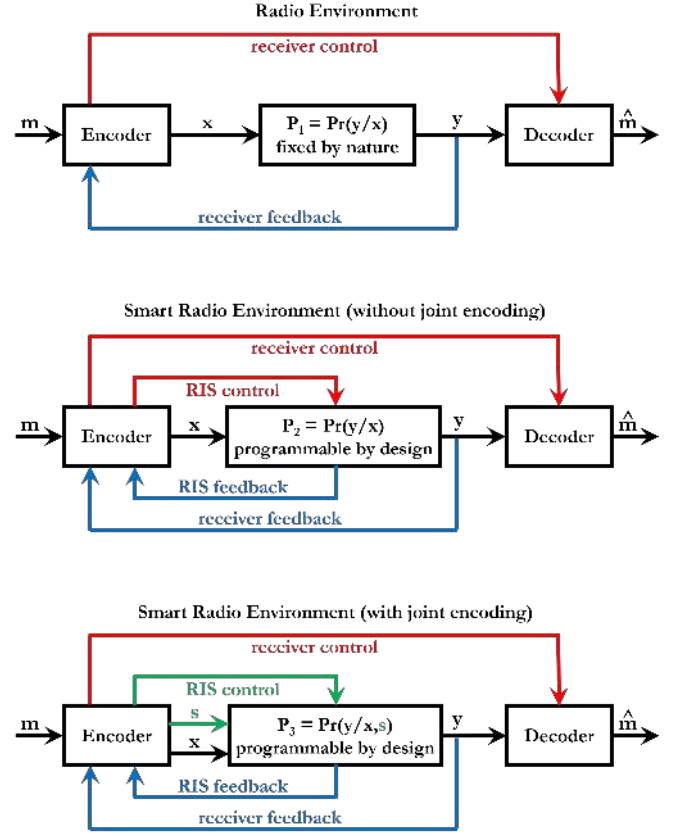 Radio Environment
receiver control
m
Encoder
x
P1 = Pr(y/x)
fixed by nature
y
Decoder
m̂
receiver feedback
Smart Radio Environment (without joint encoding)
receiver control
RIS control
m
Encoder
x
P2 = Pr(y/x)
programmable by design
y
Decoder
m̂
RIS feedback
receiver feedback
Smart Radio Environment (with joint encoding)
receiver control
RIS control
s
m
Encoder
x
P3 = Pr(y/x,s)
programmable by design
y
Decoder
m̂
RIS feedback
receiver feedback